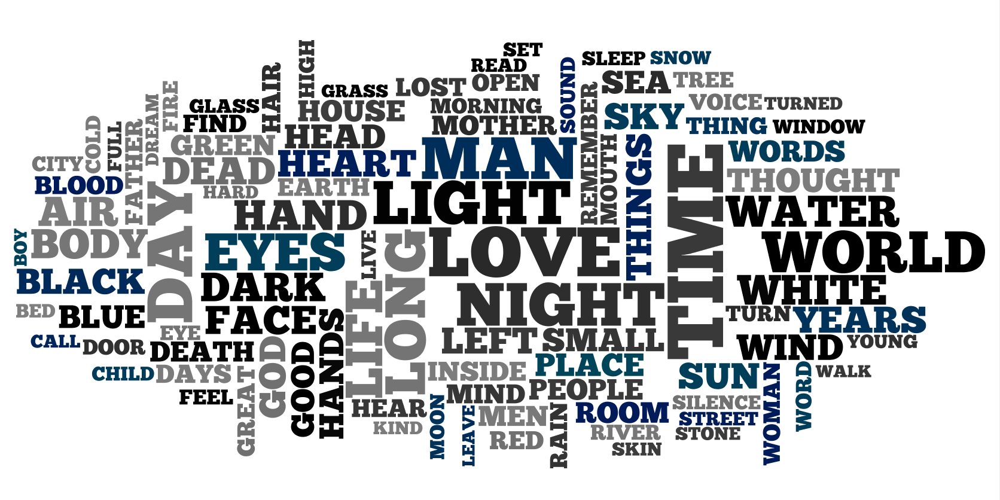 HIGH
SET
READ
SLEEP
SNOW
HAIR
GRASS
LOST
OPEN
SOUND
SEA
TREE
FIRE
GLASS
HOUSE
MORNING
REMEMBER
VOICE
TURNED
DREAM
FIND
HEAD
MOTHER
SKY
THING
WINDOW
COLD
FULL
FATHER
GREEN
HEART
MAN
MOUTH
THINGS
TIME
WORDS
CITY
DEAD
EARTH
THOUGHT
BLOOD
HARD
LIGHT
AIR
DAY
HAND
WATER
BOY
BODY
EYES
LIVE
LONG
LOVE
WORLD
BLACK
DARK
LIFE
NIGHT
WHITE
BED
BLUE
FACES
HANDS
TURN
YEARS
EYE
LEFT
SMALL
CALL
DOOR
DEATH
GOD
GOOD
WIND
YOUNG
CHILD
DAYS
GREAT
INSIDE
PLACE
SUN
WOMAN
WORD
WALK
FEEL
MIND
PEOPLE
SILENCE
HEAR
MOON
LEAVE
MEN
RAIN
ROOM
STREET
KIND
RED
RIVER
STONE
SKIN